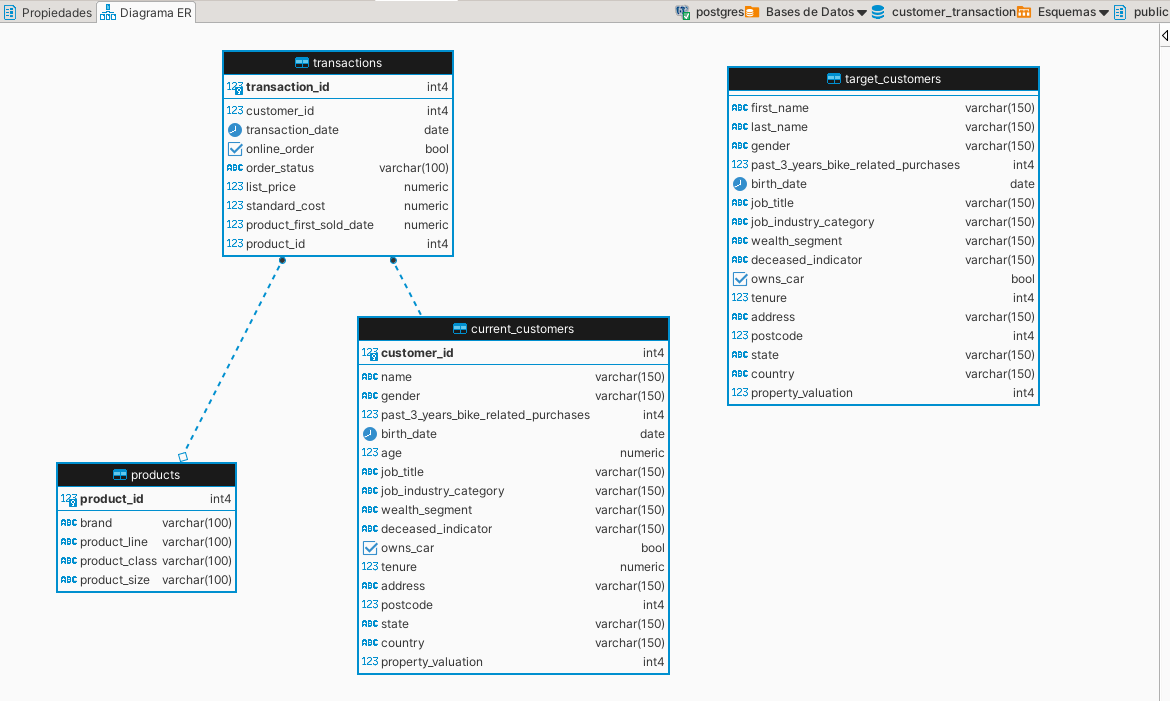 Propiedades Diagrama ER postgres Bases de Datos customer_transaction Esquemas public
transactions
123 transaction_id int4
123 customer_id int4
transaction_date date
online_order bool
ABC order_status varchar(100)
123 list_price numeric
123 standard_cost numeric
123 product_first_sold_date numeric
123 product_id int4
target_customers
ABC first_name varchar(150)
ABC last_name varchar(150)
ABC gender varchar(150)
123 past_3_years_bike_related_purchases int4
birth_date date
ABC job_title varchar(150)
ABC job_industry_category varchar(150)
ABC wealth_segment varchar(150)
ABC deceased_indicator varchar(150)
owns_car bool
123 tenure int4
ABC address varchar(150)
123 postcode int4
ABC state varchar(150)
ABC country varchar(150)
123 property_valuation int4
current_customers
123 customer_id int4
ABC name varchar(150)
ABC gender varchar(150)
123 past_3_years_bike_related_purchases int4
birth_date date
123 age numeric
ABC job_title varchar(150)
ABC job_industry_category varchar(150)
ABC wealth_segment varchar(150)
ABC deceased_indicator varchar(150)
owns_car bool
123 tenure numeric
ABC address varchar(150)
123 postcode int4
ABC state varchar(150)
ABC country varchar(150)
123 property_valuation int4
products
123 product_id int4
ABC brand varchar(100)
ABC product_line varchar(100)
ABC product_class varchar(100)
ABC product_size varchar(100)